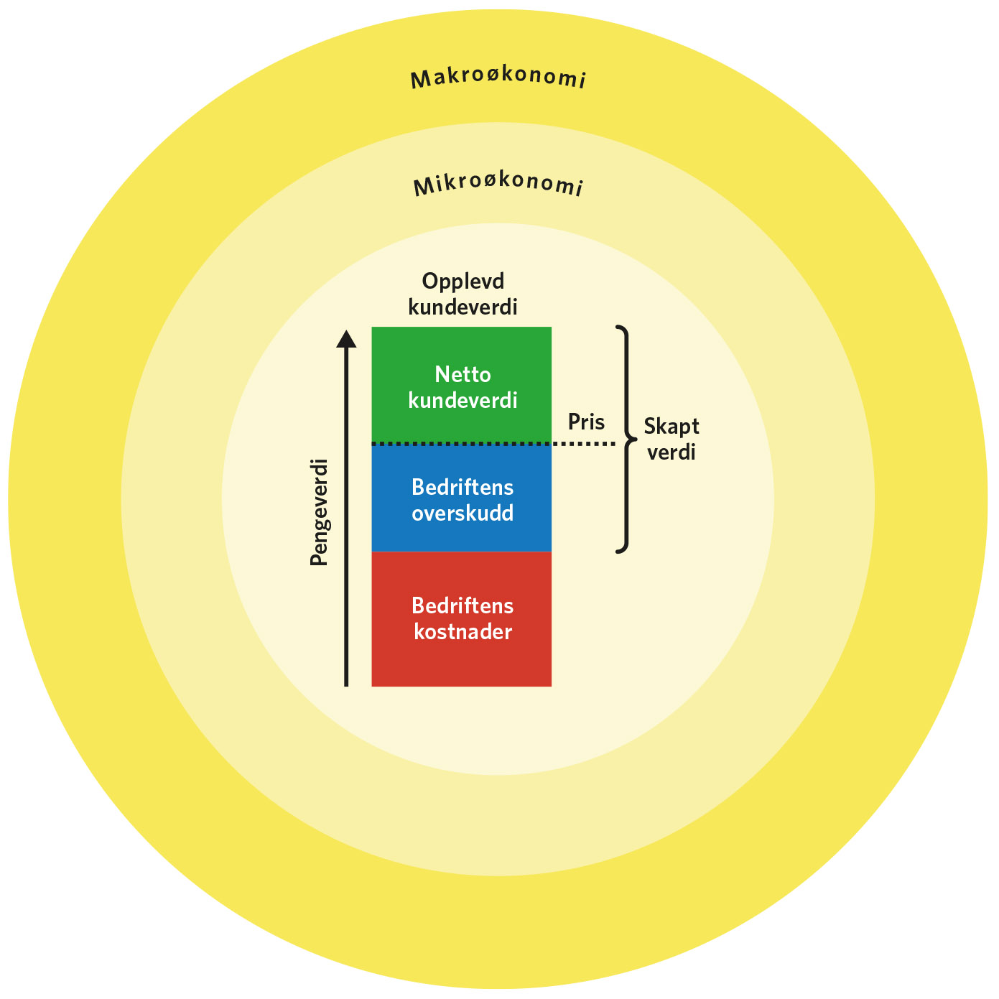 Makroøkonomi
Mikroøkonomi
Opplevd
kundeverdi
Netto
kundeverdi
Pris
Skapt
verdi
Bedriftens
overskudd
Pengeverdi
Bedriftens
kostnader